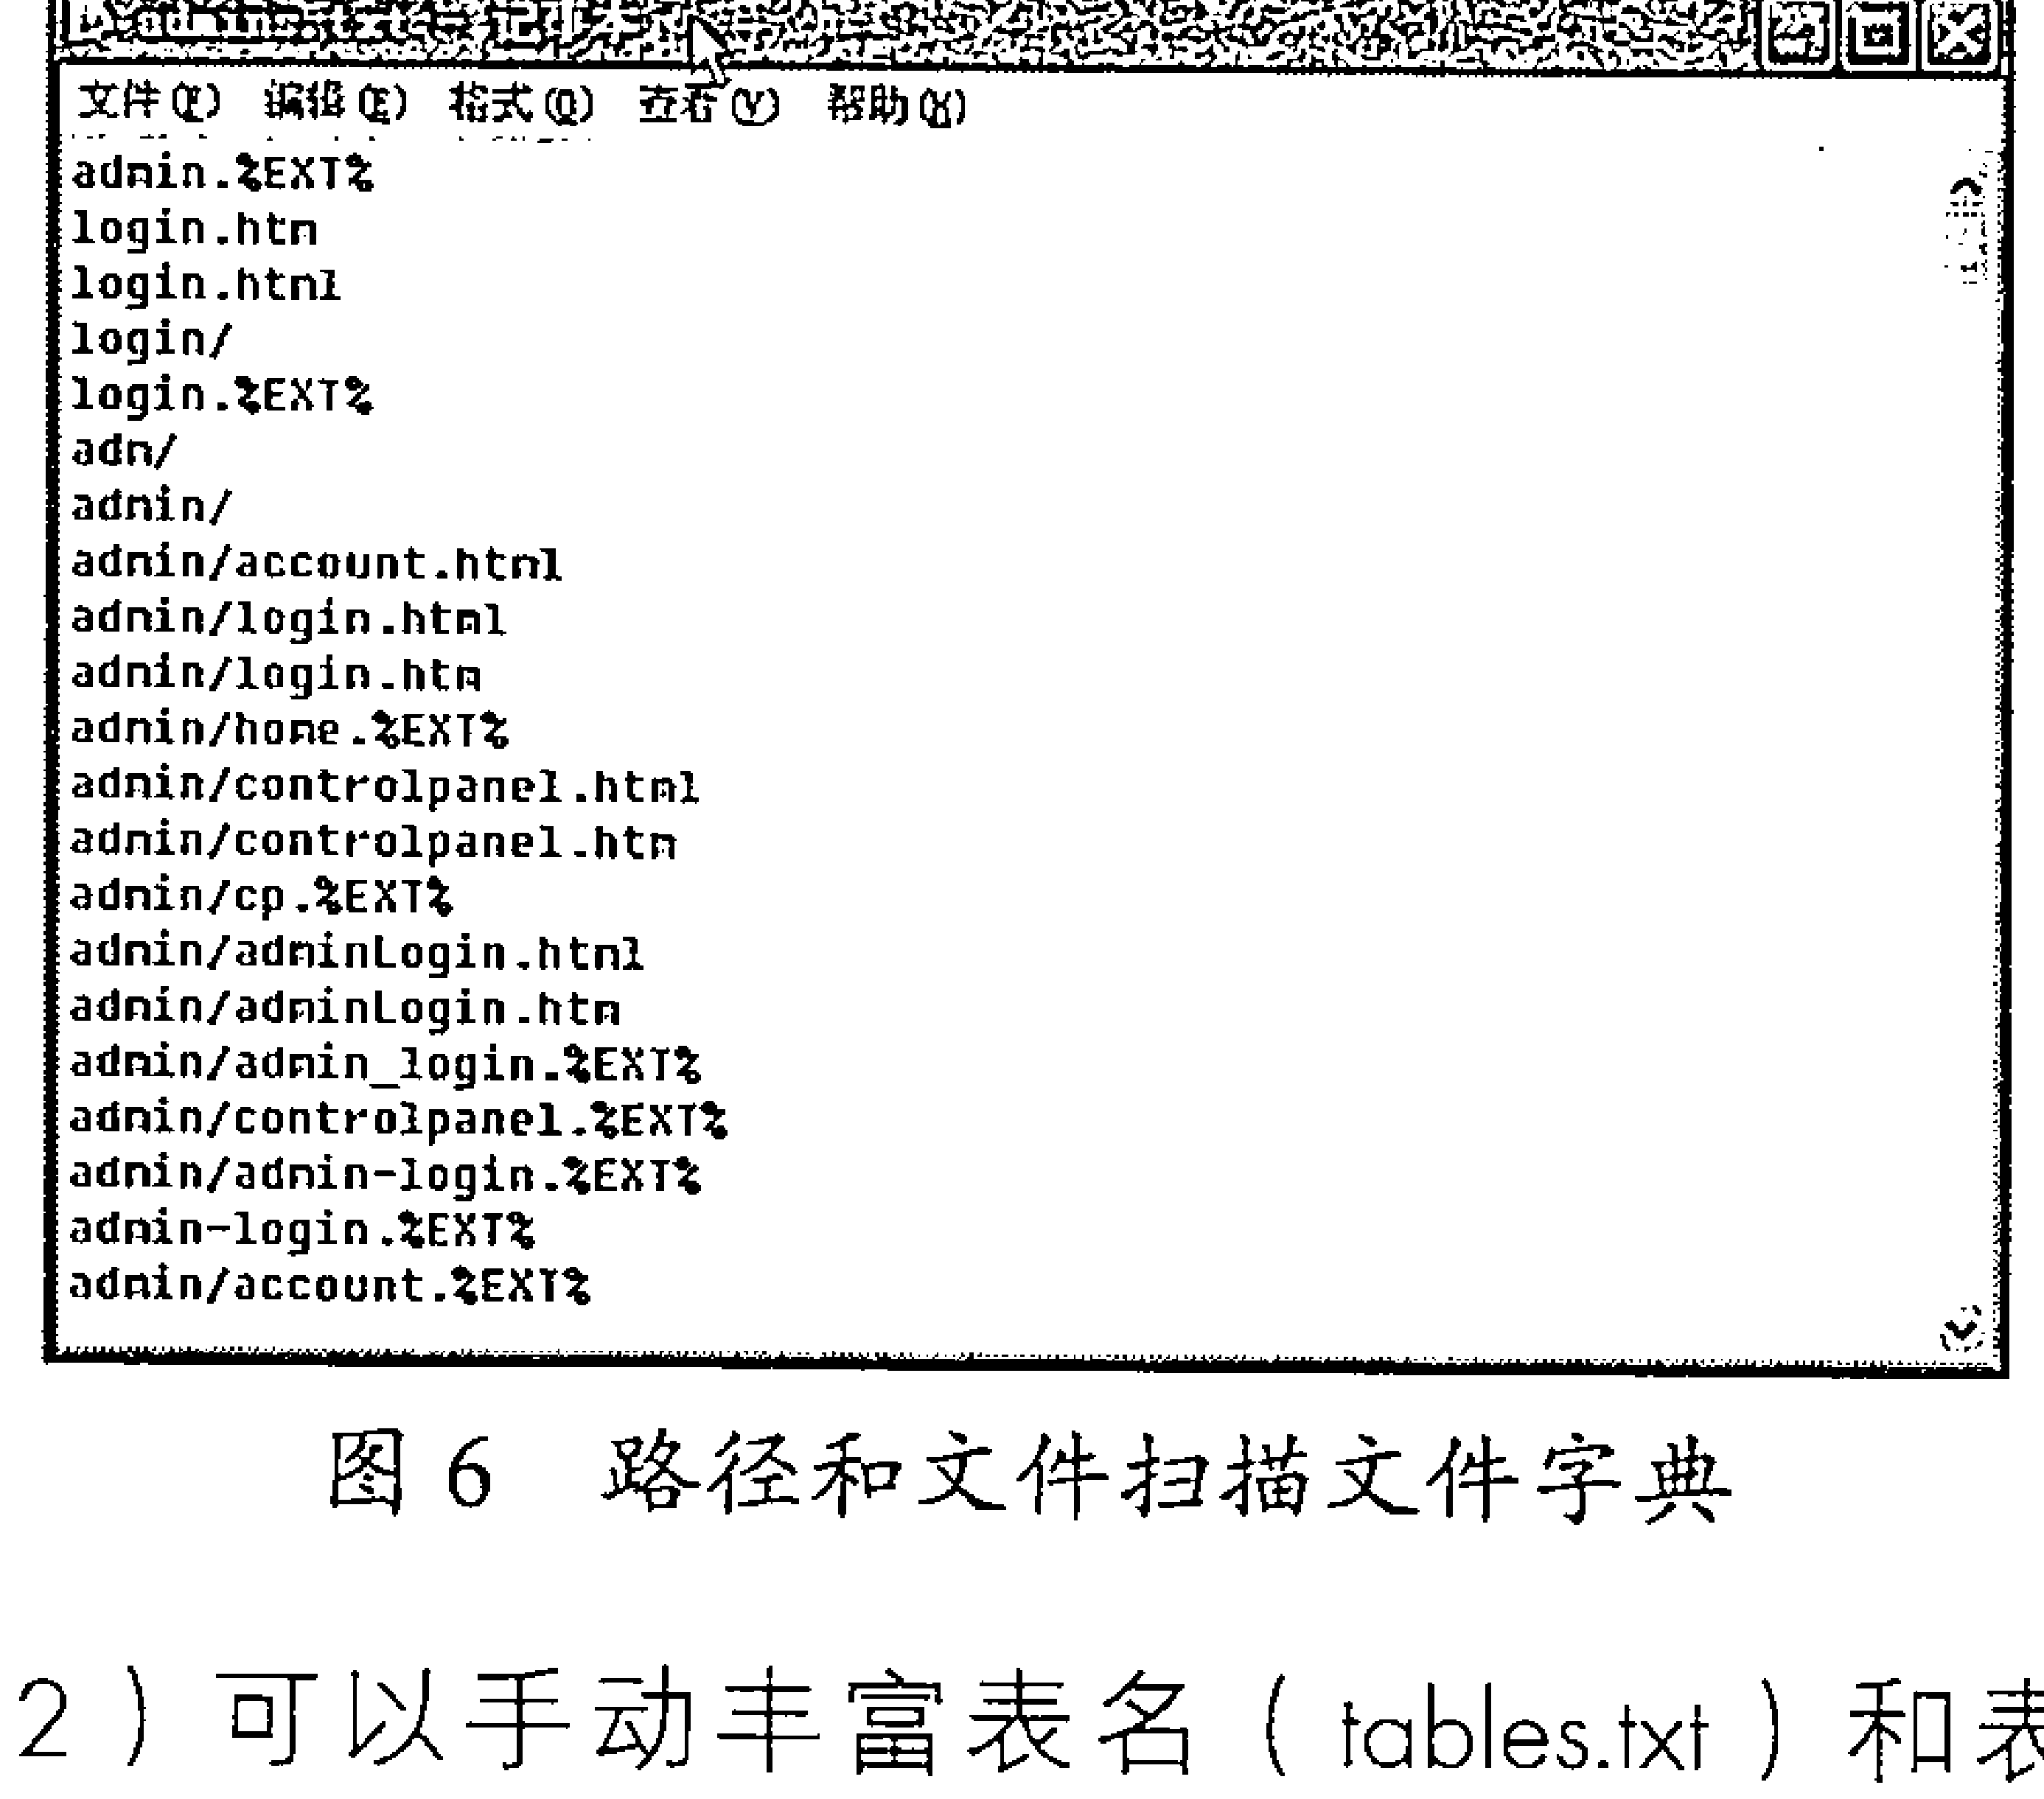 文件(F) 编辑(E) 格式(O) 查看(V) 帮助(H)
admin.%EXT%
login.htm
login.html
login/
login.%EXT%
adm/
admin/
admin/account.html
admin/login.html
admin/login.htm
admin/home.%EXT%
admin/controlpanel.html
admin/controlpanel.htm
admin/cp.%EXT%
admin/adminLogin.html
admin/adminLogin.htm
admin/admin_login.%EXT%
admin/controlpanel.%EXT%
admin/admin-login.%EXT%
admin-login.%EXT%
admin/account.%EXT%
图 6 路径和文件扫描文件字典
2）可以手动丰富表名（tables.txt）和表